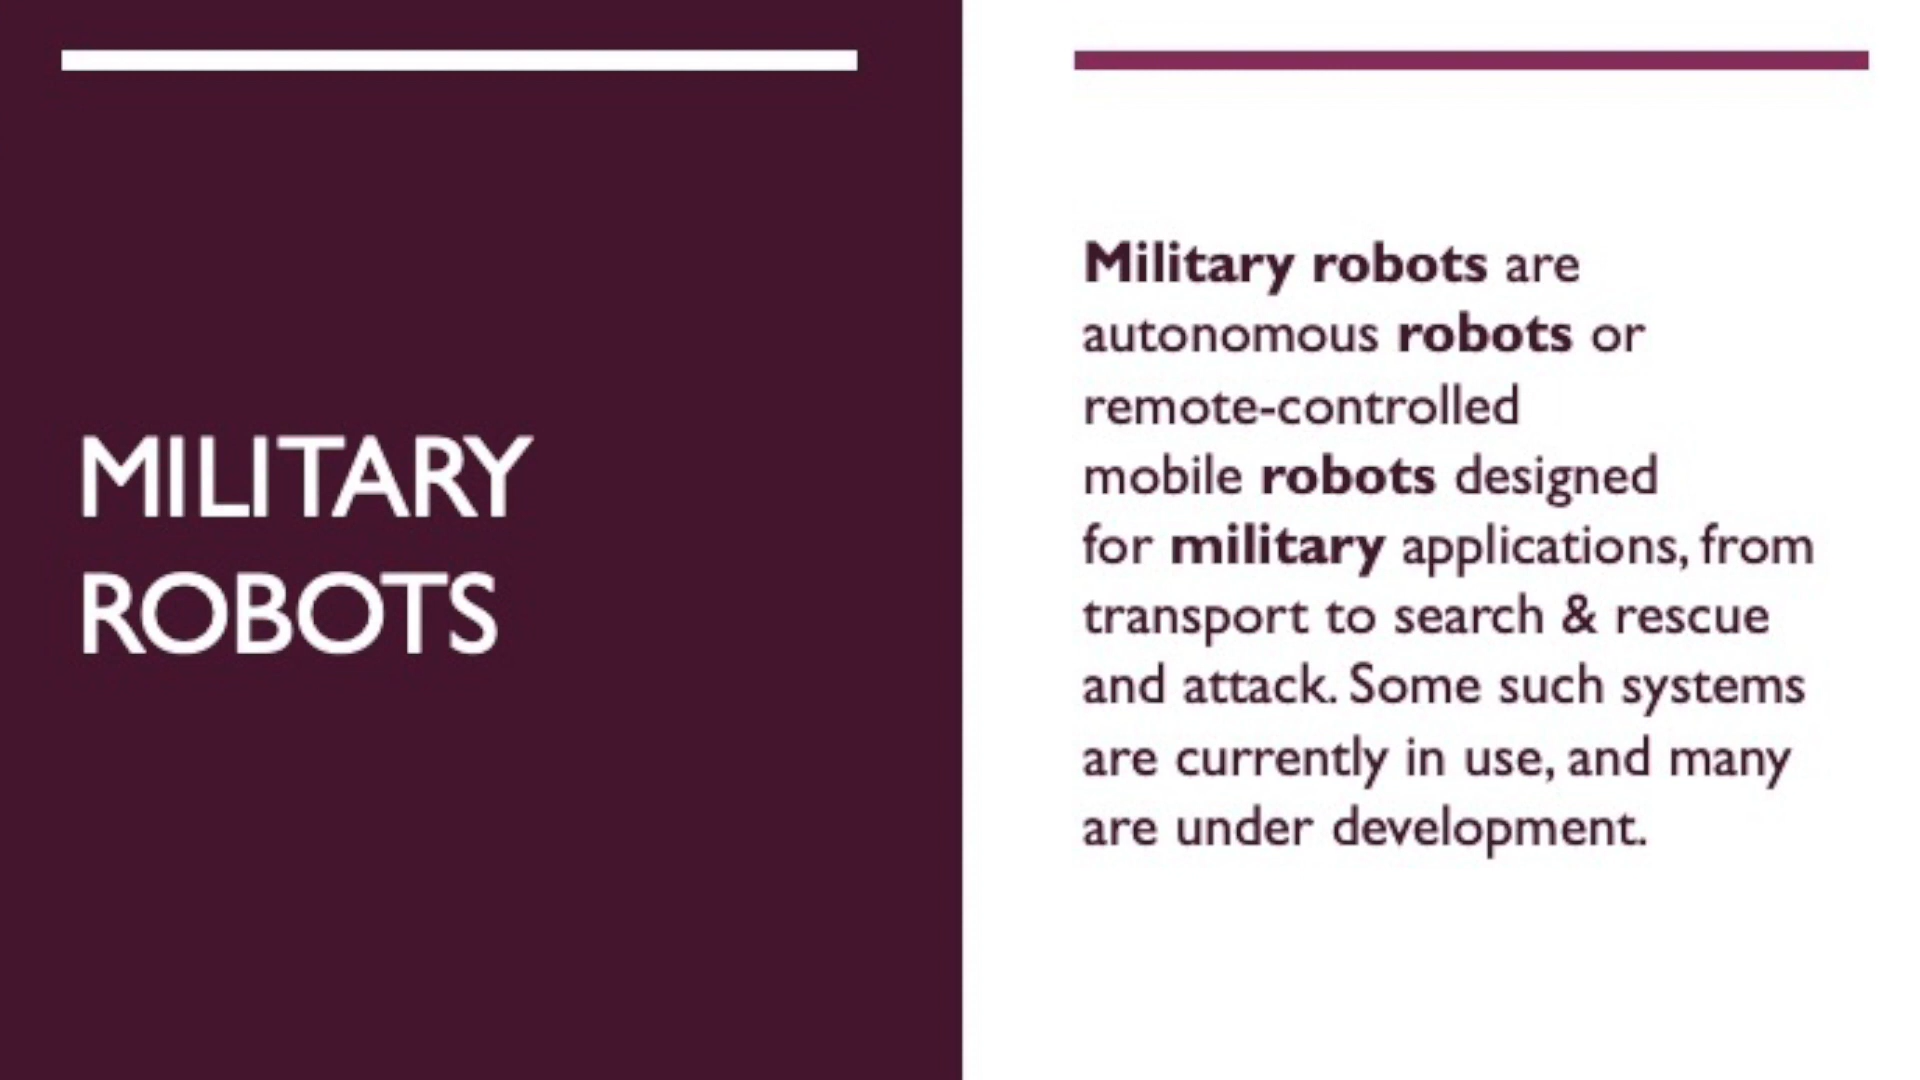 MILITARY
ROBOTS
Military robots are
autonomous robots or
remote-controlled
mobile robots designed
for military applications, from
transport to search & rescue
and attack. Some such systems
are currently in use, and many
are under development.